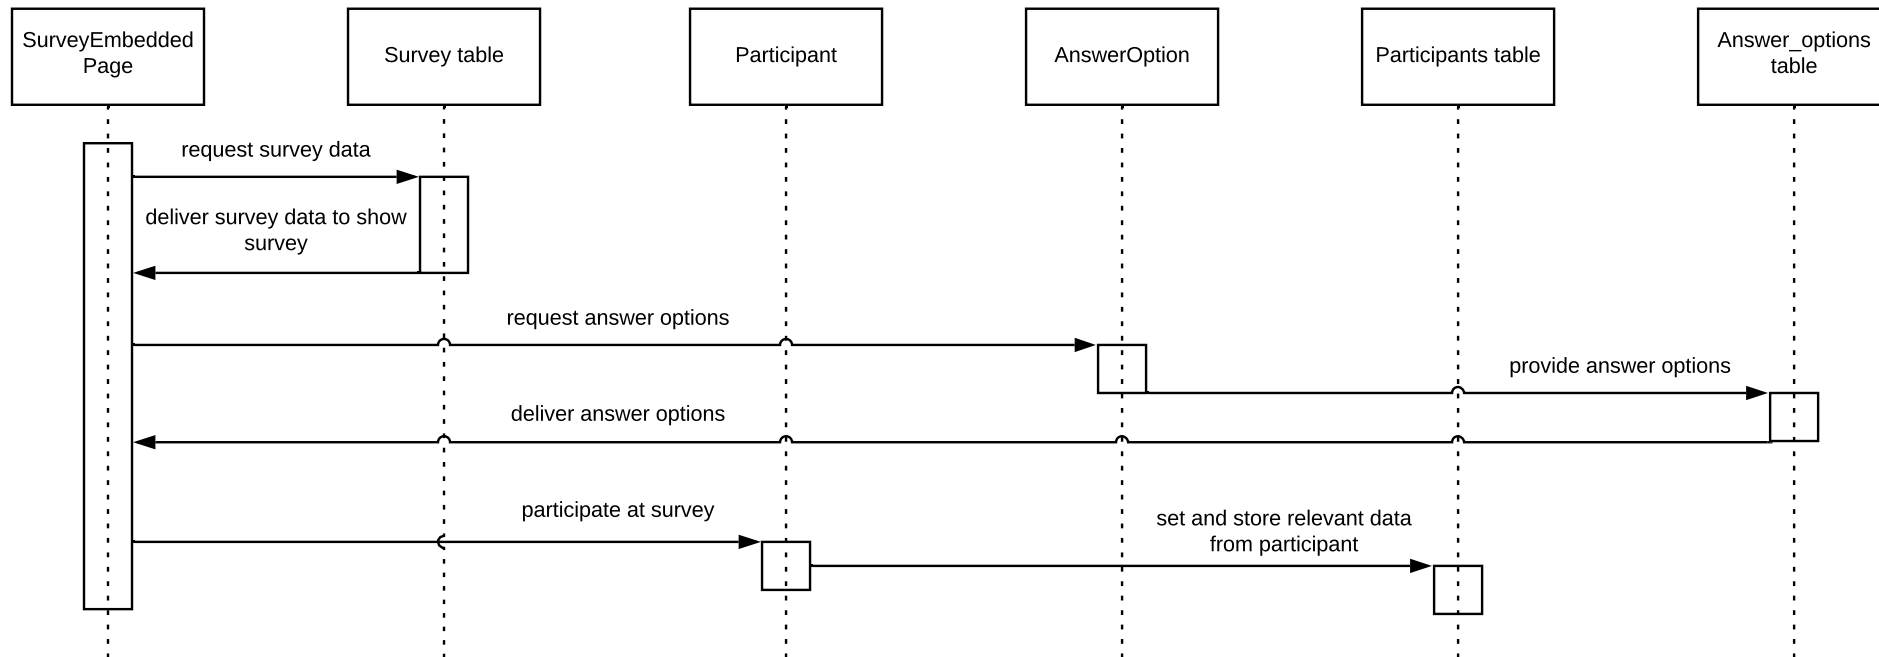 SurveyEmbedded
Page
Survey table
Participant
AnswerOption
Participants table
Answer_options
table
request survey data
deliver survey data to show
survey
request answer options
provide answer options
deliver answer options
participate at survey
set and store relevant data
from participant